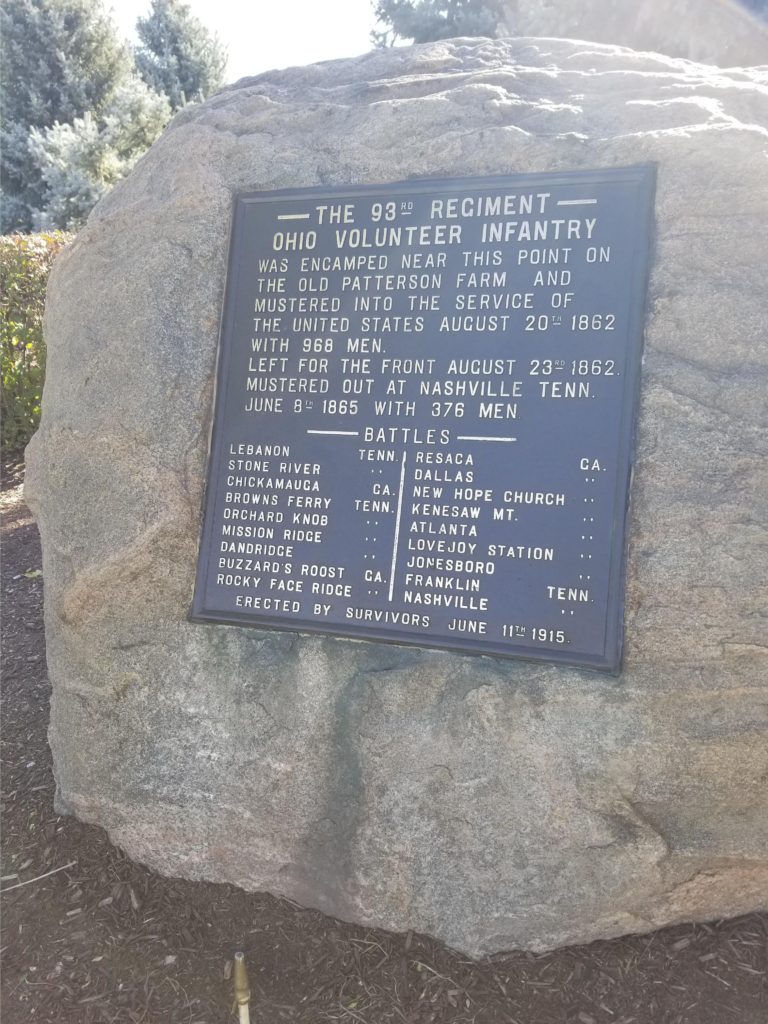 THE 93RD REGIMENT
OHIO VOLUNTEER INFANTRY
WAS ENCAMPED NEAR THIS POINT ON
THE OLD PATTERSON FARM AND
MUSTERED INTO THE SERVICE OF
THE UNITED STATES AUGUST 20TH 1862
WITH 968 MEN.
LEFT FOR THE FRONT AUGUST 23RD 1862.
MUSTERED OUT AT NASHVILLE TENN.
JUNE 8TH 1865 WITH 376 MEN.
BATTLES
LEBANON TENN.
STONE RIVER "
CHICKAMAUGA GA.
BROWNS FERRY TENN.
ORCHARD KNOB "
MISSION RIDGE "
DANDRIDGE "
BUZZARD'S ROOST GA.
ROCKY FACE RIDGE "
RESACA GA.
DALLAS "
NEW HOPE CHURCH "
KENESAW MT. "
ATLANTA "
LOVEJOY STATION "
JONESBORO "
FRANKLIN TENN.
NASHVILLE "
ERECTED BY SURVIVORS JUNE 11TH 1915.